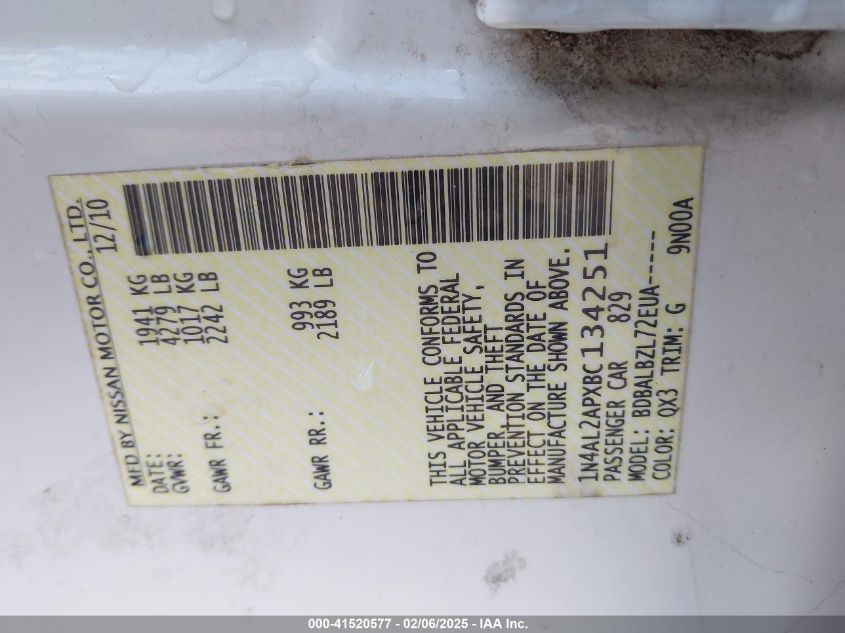 MFD BY NISSAN MOTOR CO., LTD.
DATE: 12/10
GVWR: 1941 KG
4279 LB
GAWR FR.: 1017 KG
2242 LB
GAWR RR.: 993 KG
2189 LB
THIS VEHICLE CONFORMS TO
ALL APPLICABLE FEDERAL
MOTOR VEHICLE SAFETY,
BUMPER, AND THEFT
PREVENTION STANDARDS IN
EFFECT ON THE DATE OF
MANUFACTURE SHOWN ABOVE.
1N4AL2APXBC134251
PASSENGER CAR 829
MODEL: BDBALBZL72EUA-----
COLOR: QX3 TRIM: G 9N00A
000-41520577 - 02/06/2025 - IAA Inc.